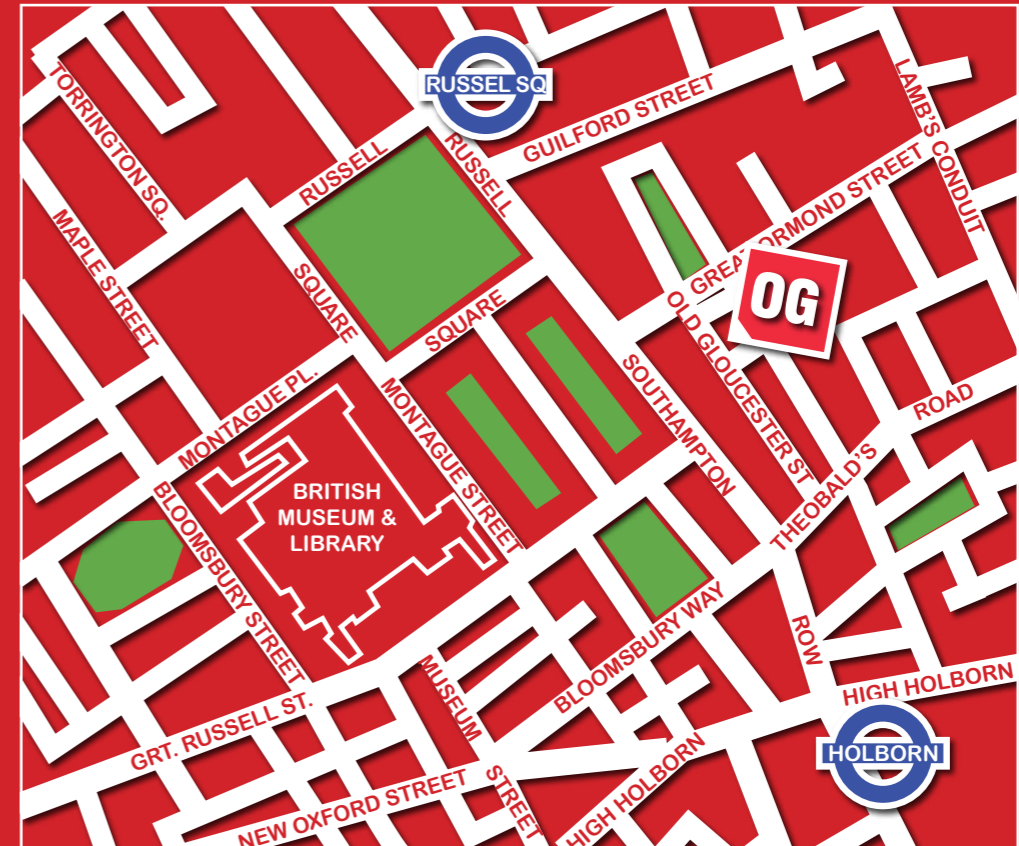 RUSSEL SQ
TORRINGTON SQ.
RUSSELL
RUSSELL
GUILFORD STREET
LAMB'S CONDUIT
MAPLE STREET
SQUARE
SQUARE
GREAT ORMOND STREET
OG
OLD GLOUCESTER ST
MONTAGUE PL.
MONTAGUE STREET
SOUTHAMPTON
ROAD
THEOBALD'S
BRITISH
MUSEUM &
LIBRARY
BLOOMSBURY STREET
BLOOMSBURY WAY
ROW
MUSEUM
STREET
HIGH HOLBORN
GRT. RUSSELL ST.
HOLBORN
NEW OXFORD STREET
HIGH HOLBORN